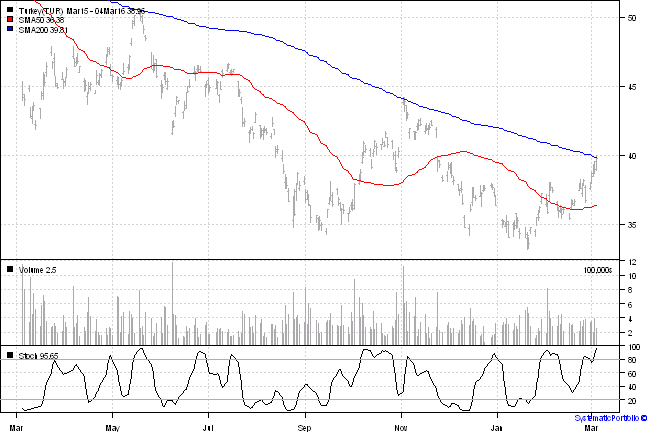 Turkey(TUR) Mar15 - 04Mar16 38.96
SMA50 36.38
SMA200 39.81
50
45
40
35
Volume 2.5
100,000s
12
10
8
6
4
2
Stoch 95.65
100
80
60
40
20
Mar May Jul Sep Nov Jan Mar
SystematicPortfolio ©